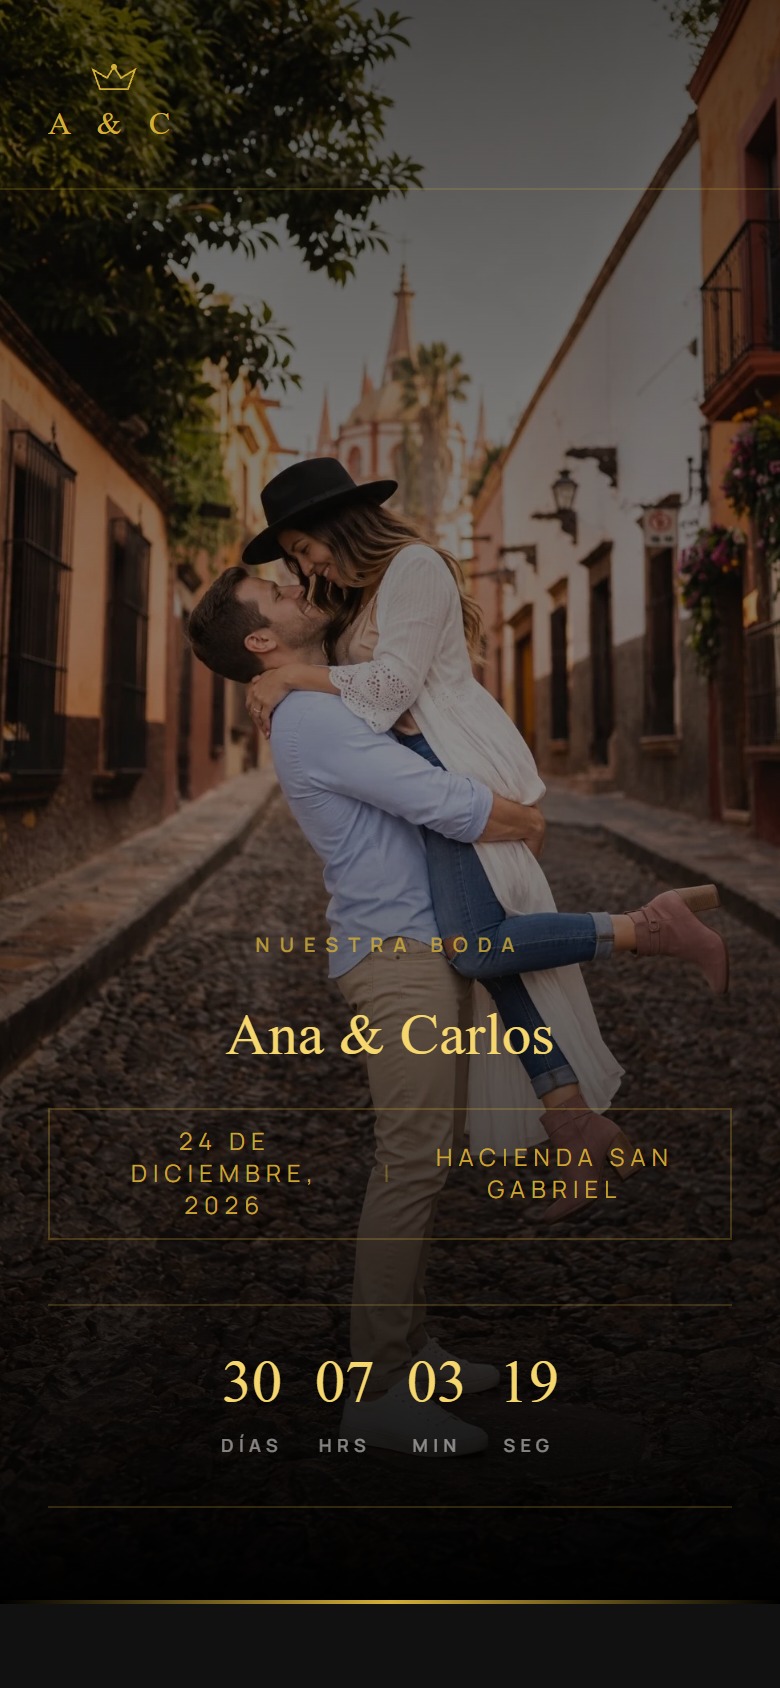 A & C
NUESTRA BODA
Ana & Carlos
24 DE
DICIEMBRE,
2026
|
HACIENDA SAN
GABRIEL
30 07 03 19
DÍAS HRS MIN SEG